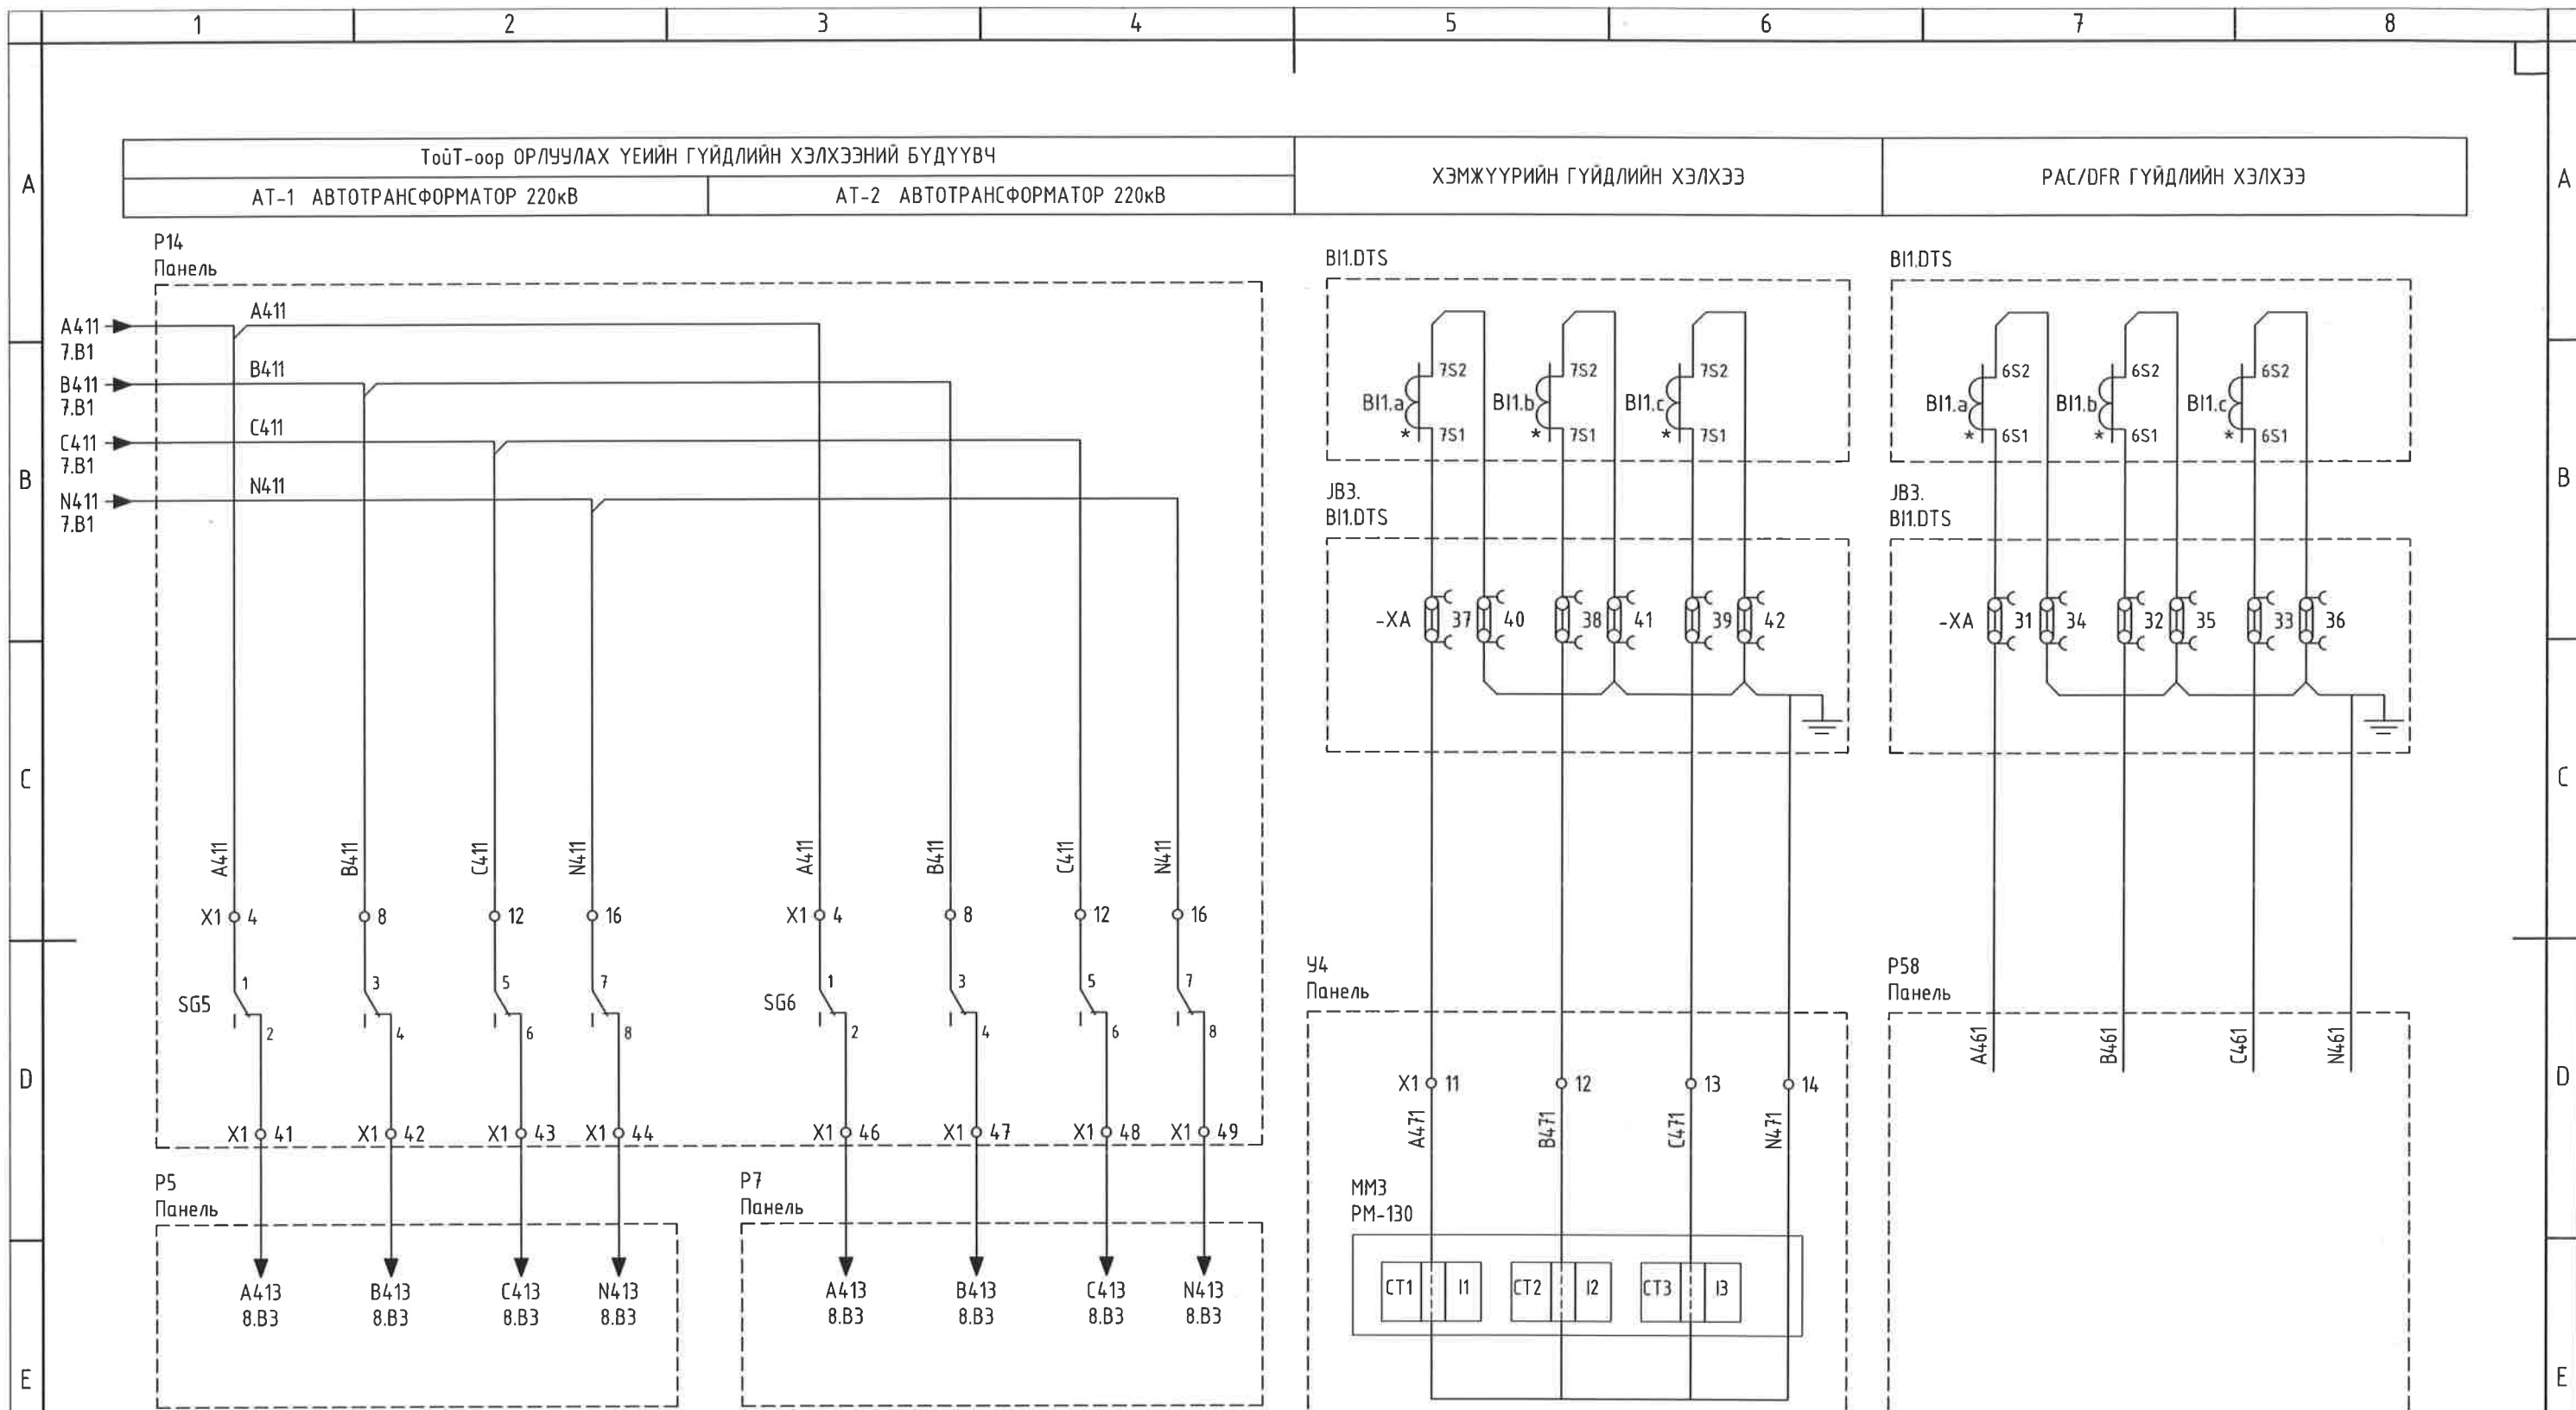 1 2 3 4 5 6 7 8
ТойТ-оор ОРЛУУЛАХ ҮЕИЙН ГҮЙДЛИЙН ХЭЛХЭЭНИЙ БҮДҮҮВЧ
АТ-1 АВТОТРАНСФОРМАТОР 220кВ
АТ-2 АВТОТРАНСФОРМАТОР 220кВ
ХЭМЖҮҮРИЙН ГҮЙДЛИЙН ХЭЛХЭЭ
РАС/DFR ГҮЙДЛИЙН ХЭЛХЭЭ
A A
B B
C C
D D
E E
P14
Панель
A411
7.B1
B411
7.B1
C411
7.B1
N411
7.B1
A411
B411
C411
N411
A411 B411 C411 N411 A411 B411 C411 N411
X1 4 8 12 16 X1 4 8 12 16
SG5 1 3 5 7 SG6 1 3 5 7
2 4 6 8 2 4 6 8
X1 41 X1 42 X1 43 X1 44 X1 46 X1 47 X1 48 X1 49
P5
Панель
A413 B413 C413 N413
8.B3 8.B3 8.B3 8.B3
P7
Панель
A413 B413 C413 N413
8.B3 8.B3 8.B3 8.B3
BI1.DTS
7S2 7S2 7S2
BI1.a BI1.b BI1.c
* 7S1 * 7S1 * 7S1
JB3.
BI1.DTS
-XA 37 40 38 41 39 42
У4
Панель
X1 11 12 13 14
A471 B471 C471 N471
MM3
PM-130
CT1 I1 CT2 I2 CT3 I3
BI1.DTS
6S2 6S2 6S2
BI1.a BI1.b BI1.c
* 6S1 * 6S1 * 6S1
JB3.
BI1.DTS
-XA 31 34 32 35 33 36
P58
Панель
A461 B461 C461 N461